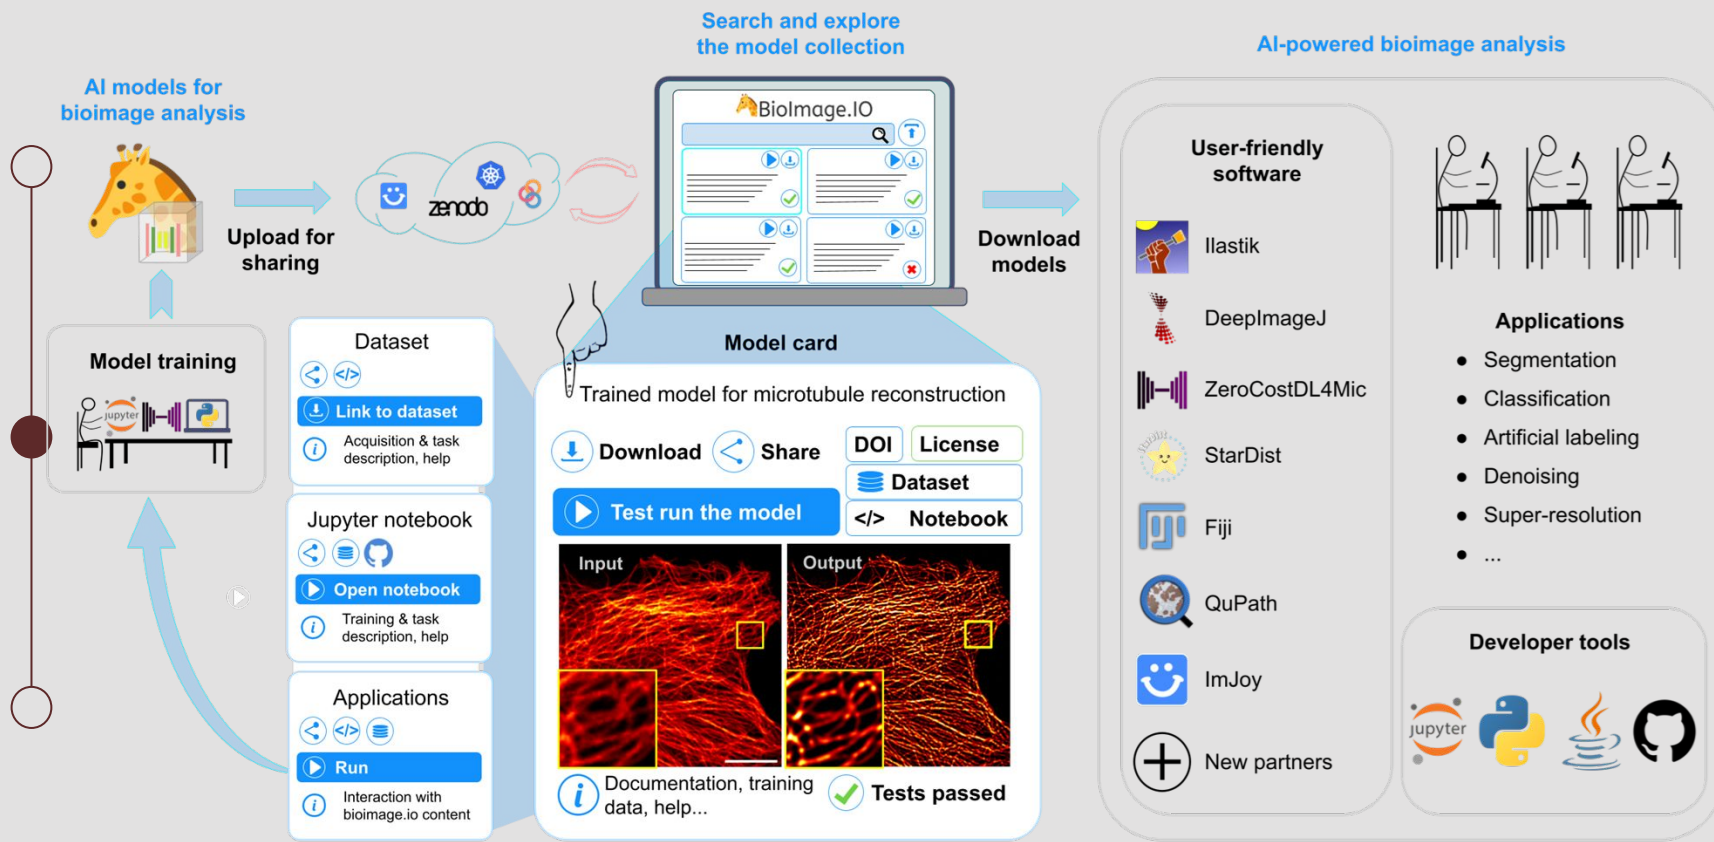 Search and explore
the model collection
AI-powered bioimage analysis
AI models for
bioimage analysis
BioImage.IO
zenodo
Upload for
sharing
Download
models
Model training
jupyter
Dataset
</>
Link to dataset
Acquisition & task
description, help
Jupyter notebook
Open notebook
Training & task
description, help
Applications
</>
Run
Interaction with
bioimage.io content
Model card
Trained model for microtubule reconstruction
Download
Share
DOI
License
Dataset
Test run the model
</> Notebook
Input
Output
Documentation, training
data, help...
Tests passed
User-friendly
software
Ilastik
DeepImageJ
ZeroCostDL4Mic
StarDist
Fiji
QuPath
ImJoy
New partners
Applications
● Segmentation
● Classification
● Artificial labeling
● Denoising
● Super-resolution
● ...
Developer tools
jupyter